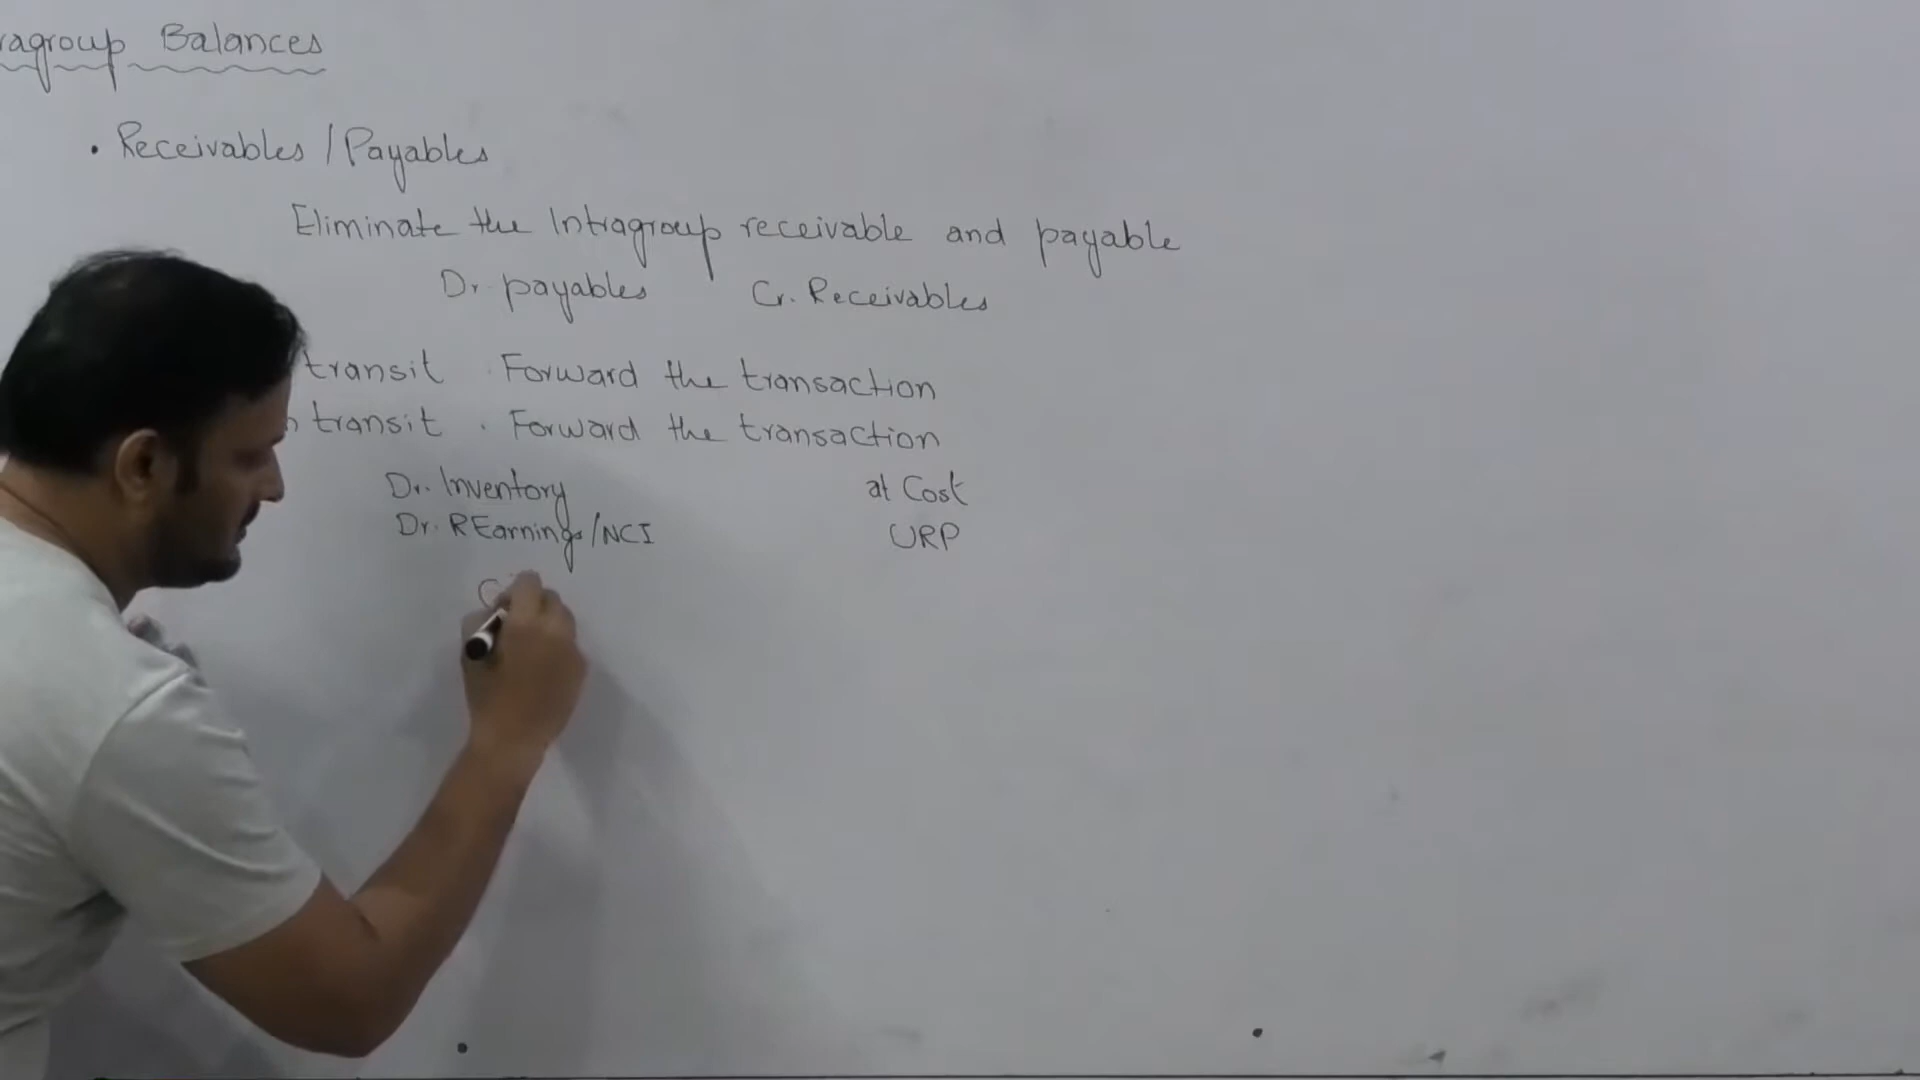 ragroup Balances
• Receivables / Payables
Eliminate the Intragroup receivable and payable
Dr. payables Cr. Receivables
transit . Forward the transaction
n transit . Forward the transaction
Dr. Inventory at Cost
Dr. REarnings/NCI URP
C